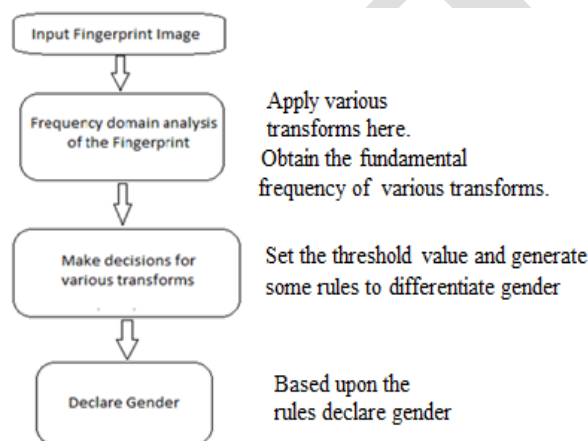 Input Fingerprint Image
Frequency domain analysis
of the Fingerprint
Apply various
transforms here.
Obtain the fundamental
frequency of various transforms.
Make decisions for
various transforms
Set the threshold value and generate
some rules to differentiate gender
Declare Gender
Based upon the
rules declare gender